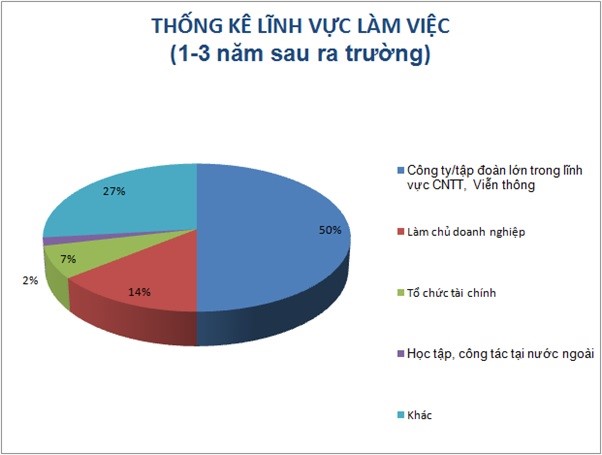 THỐNG KÊ LĨNH VỰC LÀM VIỆC
(1-3 năm sau ra trường)
27%
50%
7%
2%
14%
Công ty/tập đoàn lớn trong lĩnh
vực CNTT, Viễn thông
Làm chủ doanh nghiệp
Tổ chức tài chính
Học tập, công tác tại nước ngoài
Khác